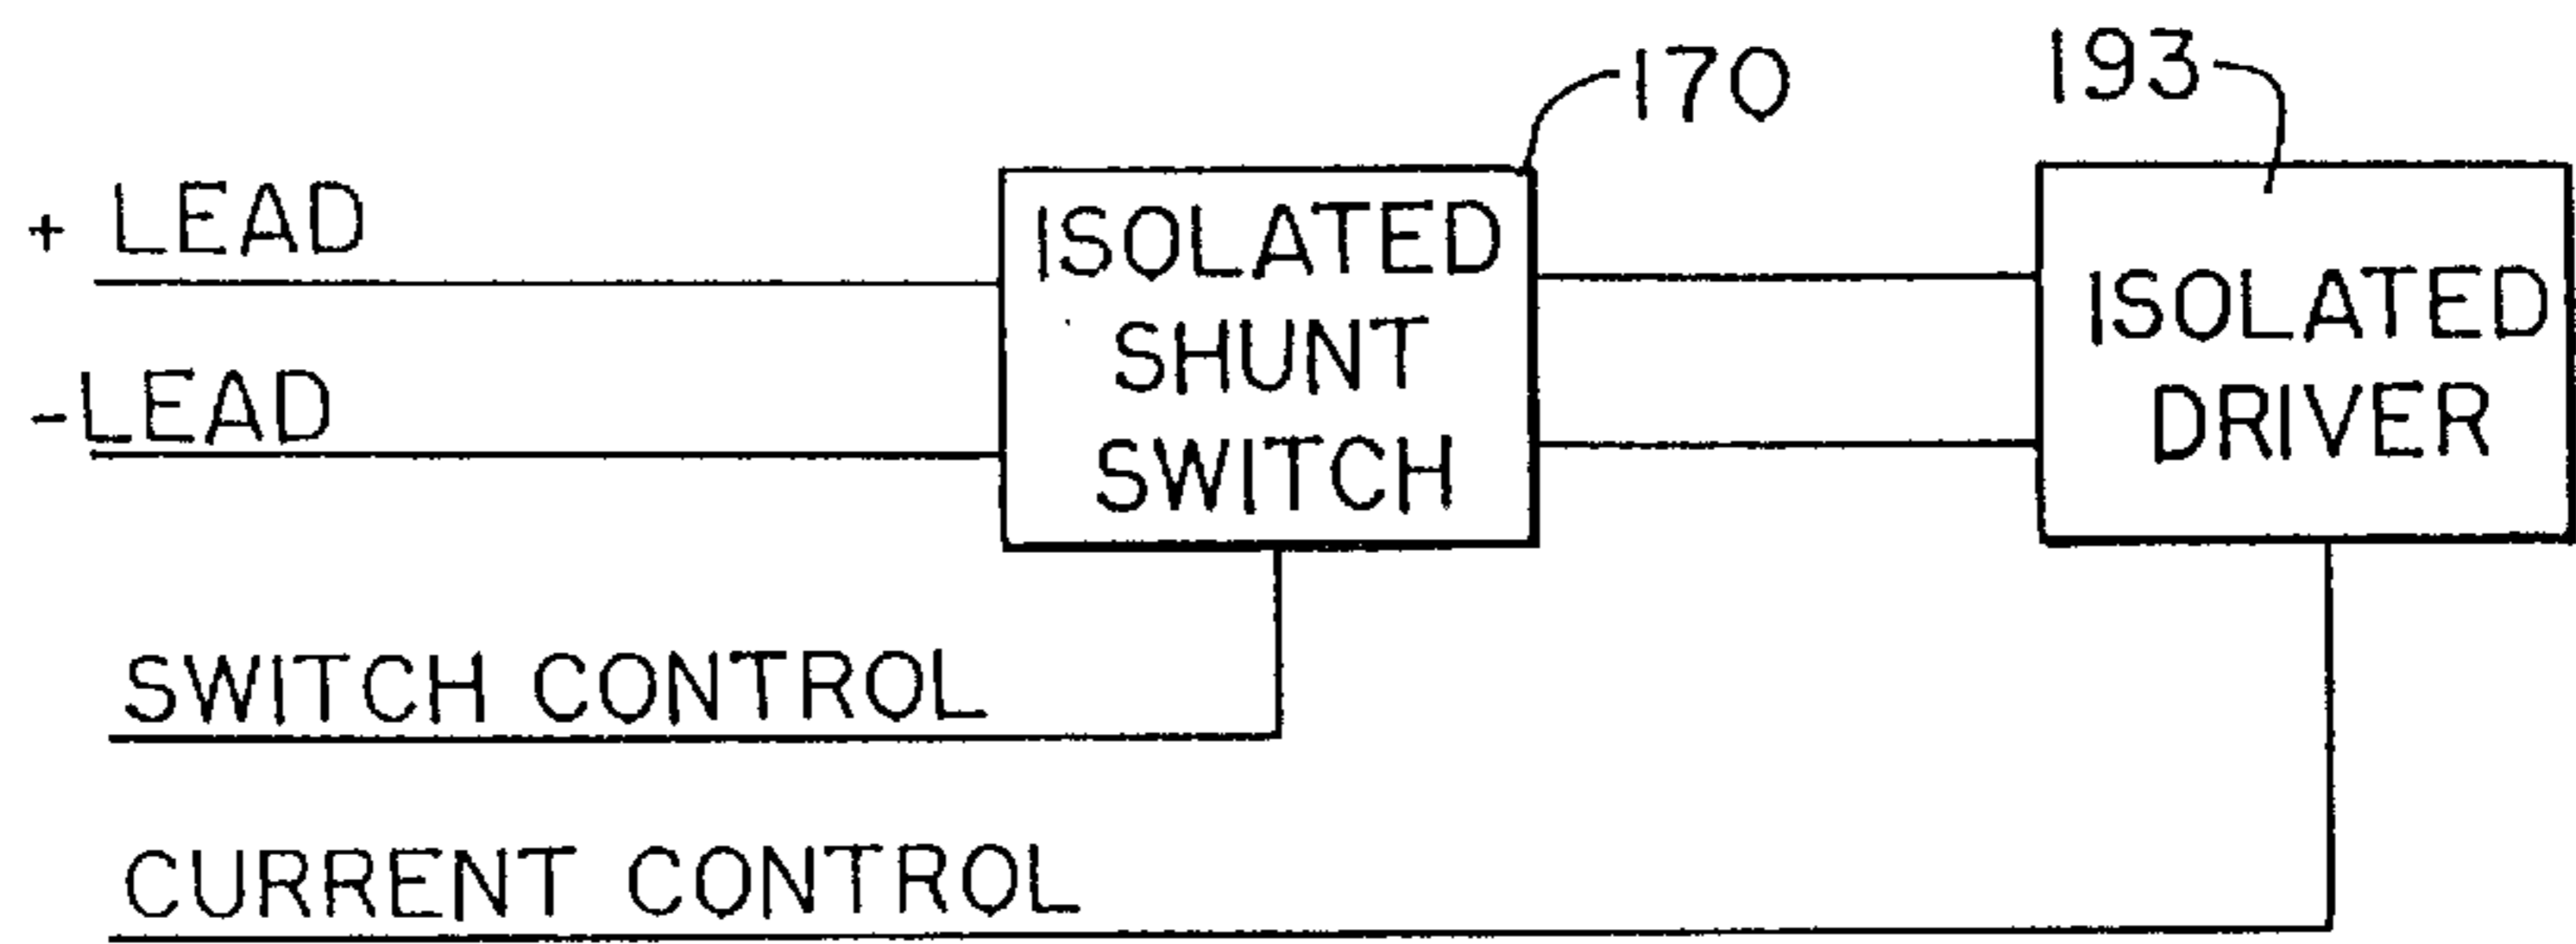 170
193
+ LEAD
-LEAD
ISOLATED
SHUNT
SWITCH
ISOLATED
DRIVER
SWITCH CONTROL
CURRENT CONTROL